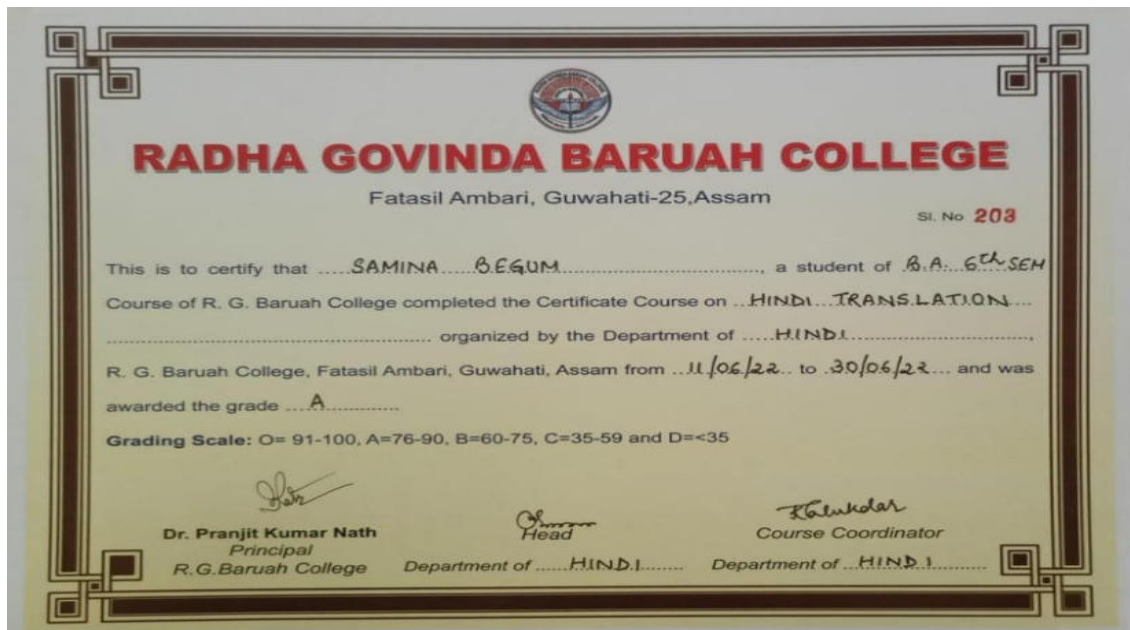 RADHA GOVINDA BARUAH COLLEGE
Fatasil Ambari, Guwahati-25,Assam
Sl. No 203
This is to certify that .....SAMINA....BEGUM............................, a student of .B.A...6th SEM
Course of R. G. Baruah College completed the Certificate Course on ..HINDI...TRANSLATION....
.................................................... organized by the Department of .....HINDI............................,
R. G. Baruah College, Fatasil Ambari, Guwahati, Assam from ..11/06/22.. to .30/06/22... and was
awarded the grade ....A.............
Grading Scale: O= 91-100, A=76-90, B=60-75, C=35-59 and D=<35
Dr. Pranjit Kumar Nath
Principal
R.G.Baruah College
Head
Department of ......HINDI........
Course Coordinator
Department of ..HINDI..........